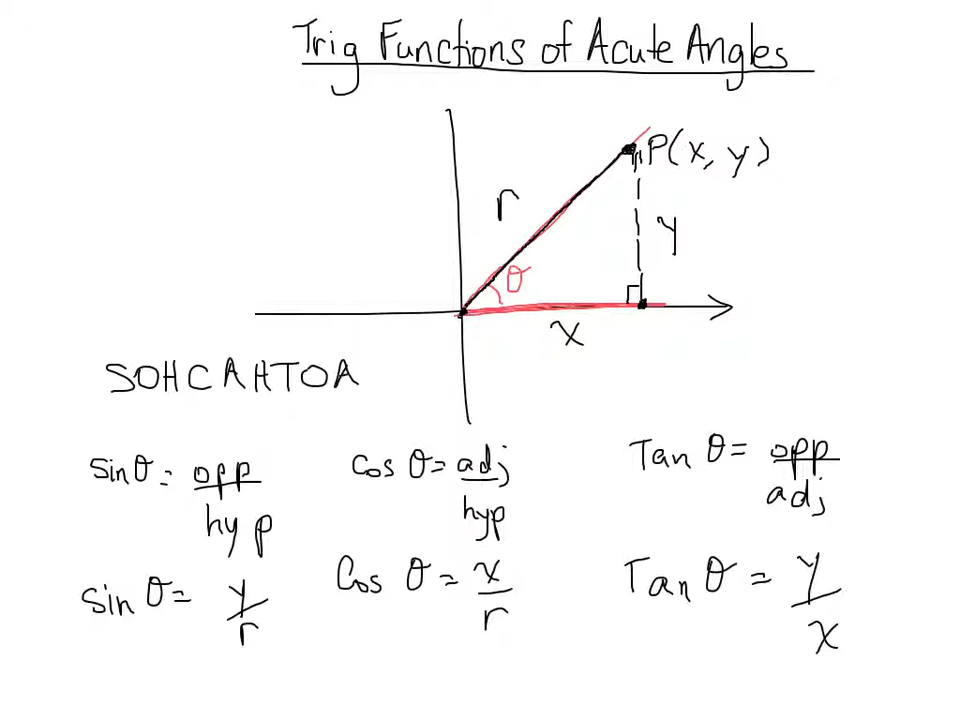 Trig Functions of Acute Angles
P(x, y)
r
y
θ
x
SOHCAHTOA
sin θ = opp/hyp
cos θ = adj/hyp
Tan θ = opp/adj
sin θ = y/r
Cos θ = x/r
Tan θ = y/x